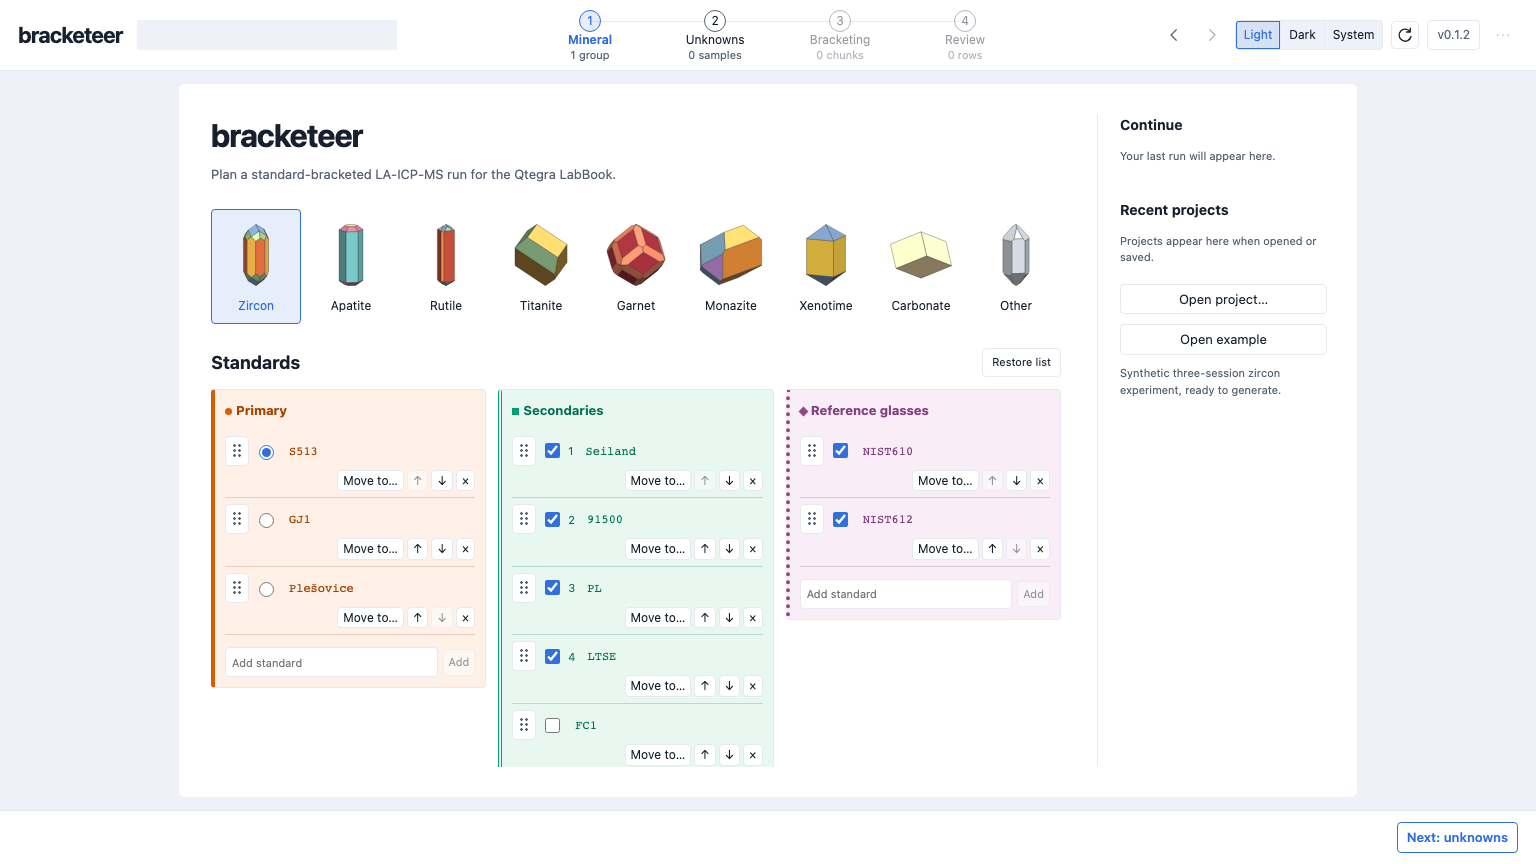 bracketeer
1
Mineral
1 group
2
Unknowns
0 samples
3
Bracketing
0 chunks
4
Review
0 rows
Light
Dark
System
v0.1.2
bracketeer
Plan a standard-bracketed LA-ICP-MS run for the Qtegra LabBook.
Zircon
Apatite
Rutile
Titanite
Garnet
Monazite
Xenotime
Carbonate
Other
Standards
Restore list
Primary
S513
Move to...
GJ1
Move to...
Plešovice
Move to...
Add standard
Add
Secondaries
1 Seiland
Move to...
2 91500
Move to...
3 PL
Move to...
4 LTSE
Move to...
FC1
Move to...
Reference glasses
NIST610
Move to...
NIST612
Move to...
Add standard
Add
Continue
Your last run will appear here.
Recent projects
Projects appear here when opened or
saved.
Open project...
Open example
Synthetic three-session zircon
experiment, ready to generate.
Next: unknowns